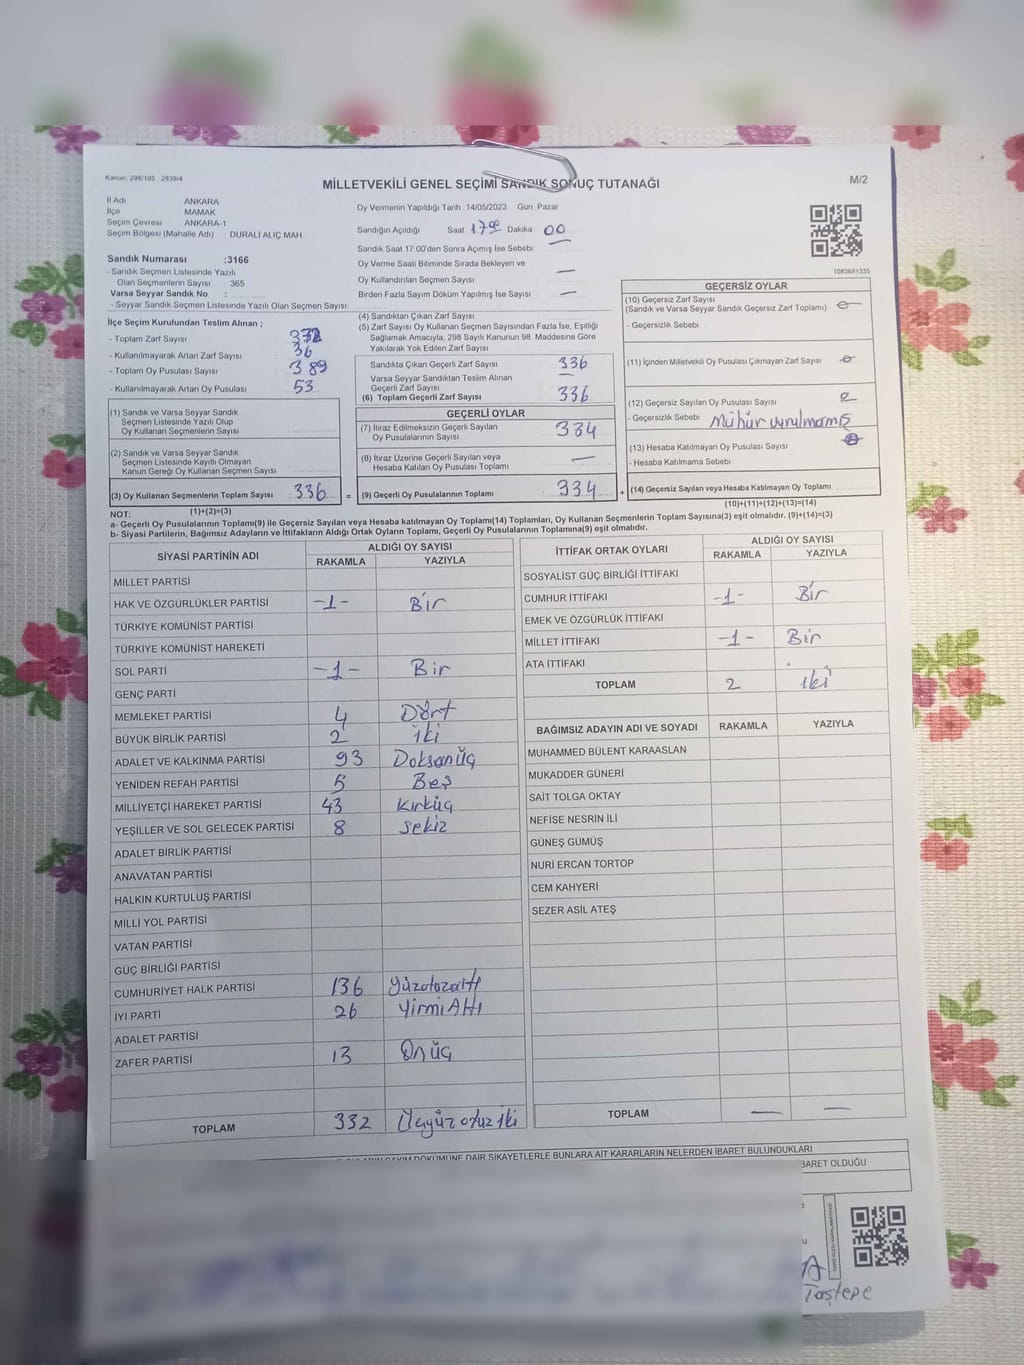 Kanun: 298/105 , 2839/4
MİLLETVEKİLİ GENEL SEÇİMİ SANDIK SONUÇ TUTANAĞI
M/2
İl Adı ANKARA
İlçe MAMAK
Seçim Çevresi ANKARA-1
Seçim Bölgesi (Mahalle Adı) DURALİ ALIÇ MAH
Sandık Numarası :3166
- Sandık Seçmen Listesinde Yazılı
Olan Seçmenlerin Sayısı 365
Varsa Seyyar Sandık No :
- Seyyar Sandık Seçmen Listesinde Yazılı Olan Seçmen Sayısı:
Oy Vermenin Yapıldığı Tarih 14/05/2023 Gün Pazar
Sandığın Açıldığı Saat 17 00 Dakika 00
Sandık Saat 17 00'den Sonra Açımış İse Sebebi
Oy Verme Saati Bitiminde Sırada Bekleyen ve
Oy Kullandırılan Seçmen Sayısı —
Birden Fazla Sayım Döküm Yapılmış İse Sayısı —
1083681335
İlçe Seçim Kurulundan Teslim Alınan ;
- Toplam Zarf Sayısı
- Kullanılmayarak Artan Zarf Sayısı 36
- Toplam Oy Pusulası Sayısı 389
- Kullanılmayarak Artan Oy Pusulası 53
(1) Sandık ve Varsa Seyyar Sandık
Seçmen Listesinde Yazılı Olup
Oy Kullanan Seçmenlerin Sayısı
(2) Sandık ve Varsa Seyyar Sandık
Seçmen Listesinde Kayıtlı Olmayan
Kanun Gereği Oy Kullanan Seçmen Sayısı
(3) Oy Kullanan Seçmenlerin Toplam Sayısı 336 =
(1)+(2)=(3)
(4) Sandıktan Çıkan Zarf Sayısı
(5) Zarf Sayısı Oy Kullanan Seçmen Sayısından Fazla İse, Eşitliği
Sağlamak Amacıyla, 298 Sayılı Kanunun 98. Maddesine Göre
Yakılarak Yok Edilen Zarf Sayısı
Sandıkta Çıkan Geçerli Zarf Sayısı 336
Varsa Seyyar Sandıktan Teslim Alınan
Geçerli Zarf Sayısı —
(6) Toplam Geçerli Zarf Sayısı 336
GEÇERLİ OYLAR
(7) İtiraz Edilmeksizin Geçerli Sayılan
Oy Pusulalarının Sayısı 334
(8) İtiraz Üzerine Geçerli Sayılan veya
Hesaba Katılan Oy Pusulası Toplamı —
(9) Geçerli Oy Pusulalarının Toplamı 334 +
GEÇERSİZ OYLAR
(10) Geçersiz Zarf Sayısı
(Sandık ve Varsa Seyyar Sandık Geçersiz Zarf Toplamı)
- Geçersizlik Sebebi
(11) İçinden Milletvekili Oy Pusulası Çıkmayan Zarf Sayısı
(12) Geçersiz Sayılan Oy Pusulası Sayısı 2
- Geçersizlik Sebebi Mühür vurulmamış
(13) Hesaba Katılmayan Oy Pusulası Sayısı
- Hesaba Katılmama Sebebi
(14) Geçersiz Sayılan veya Hesaba Katılmayan Oy Toplamı
(10)+(11)+(12)+(13)=(14)
NOT:
a- Geçerli Oy Pusulalarının Toplamı(9) ile Geçersiz Sayılan veya Hesaba katılmayan Oy Toplamı(14) Toplamları, Oy Kullanan Seçmenlerin Toplam Sayısına(3) eşit olmalıdır. (9)+(14)=(3)
b- Siyasi Partilerin, Bağımsız Adayların ve İttifakların Aldığı Ortak Oyların Toplamı, Geçerli Oy Pusulalarının Toplamına(9) eşit olmalıdır.
SİYASİ PARTİNİN ADI ALDIĞI OY SAYISI
RAKAMLA YAZIYLA
MİLLET PARTİSİ
HAK VE ÖZGÜRLÜKLER PARTİSİ -1- Bir
TÜRKİYE KOMÜNİST PARTİSİ
TÜRKİYE KOMÜNİST HAREKETİ
SOL PARTİ -1- Bir
GENÇ PARTİ
MEMLEKET PARTİSİ 4 Dört
BÜYÜK BİRLİK PARTİSİ 2 İki
ADALET VE KALKINMA PARTİSİ 93 Doksanüç
YENİDEN REFAH PARTİSİ 5 Beş
MİLLİYETÇİ HAREKET PARTİSİ 43 Kırküç
YEŞİLLER VE SOL GELECEK PARTİSİ 8 sekiz
ADALET BİRLİK PARTİSİ
ANAVATAN PARTİSİ
HALKIN KURTULUŞ PARTİSİ
MİLLİ YOL PARTİSİ
VATAN PARTİSİ
GÜÇ BİRLİĞİ PARTİSİ
CUMHURİYET HALK PARTİSİ 136 Yüzotuzaltı
İYİ PARTİ 26 YirmiAltı
ADALET PARTİSİ
ZAFER PARTİSİ 13 Onüç
TOPLAM 332 Üçyüz otuz iki
İTTİFAK ORTAK OYLARI ALDIĞI OY SAYISI
RAKAMLA YAZIYLA
SOSYALİST GÜÇ BİRLİĞİ İTTİFAKI
CUMHUR İTTİFAKI -1- Bir
EMEK VE ÖZGÜRLÜK İTTİFAKI
MİLLET İTTİFAKI -1- Bir
ATA İTTİFAKI
TOPLAM 2 iki
BAĞIMSIZ ADAYIN ADI VE SOYADI RAKAMLA YAZIYLA
MUHAMMED BÜLENT KARAASLAN
MUKADDER GÜNERİ
SAİT TOLGA OKTAY
NEFİSE NESRİN İLİ
GÜNEŞ GÜMÜŞ
NURİ ERCAN TORTOP
CEM KAHYERİ
SEZER ASİL ATEŞ
TOPLAM — —
DÖKÜMÜNE DAİR ŞİKAYETLERLE BUNLARA AİT KARARLARIN NELERDEN İBARET BULUNDUKLARI
BARET OLDUĞU
Taştepe